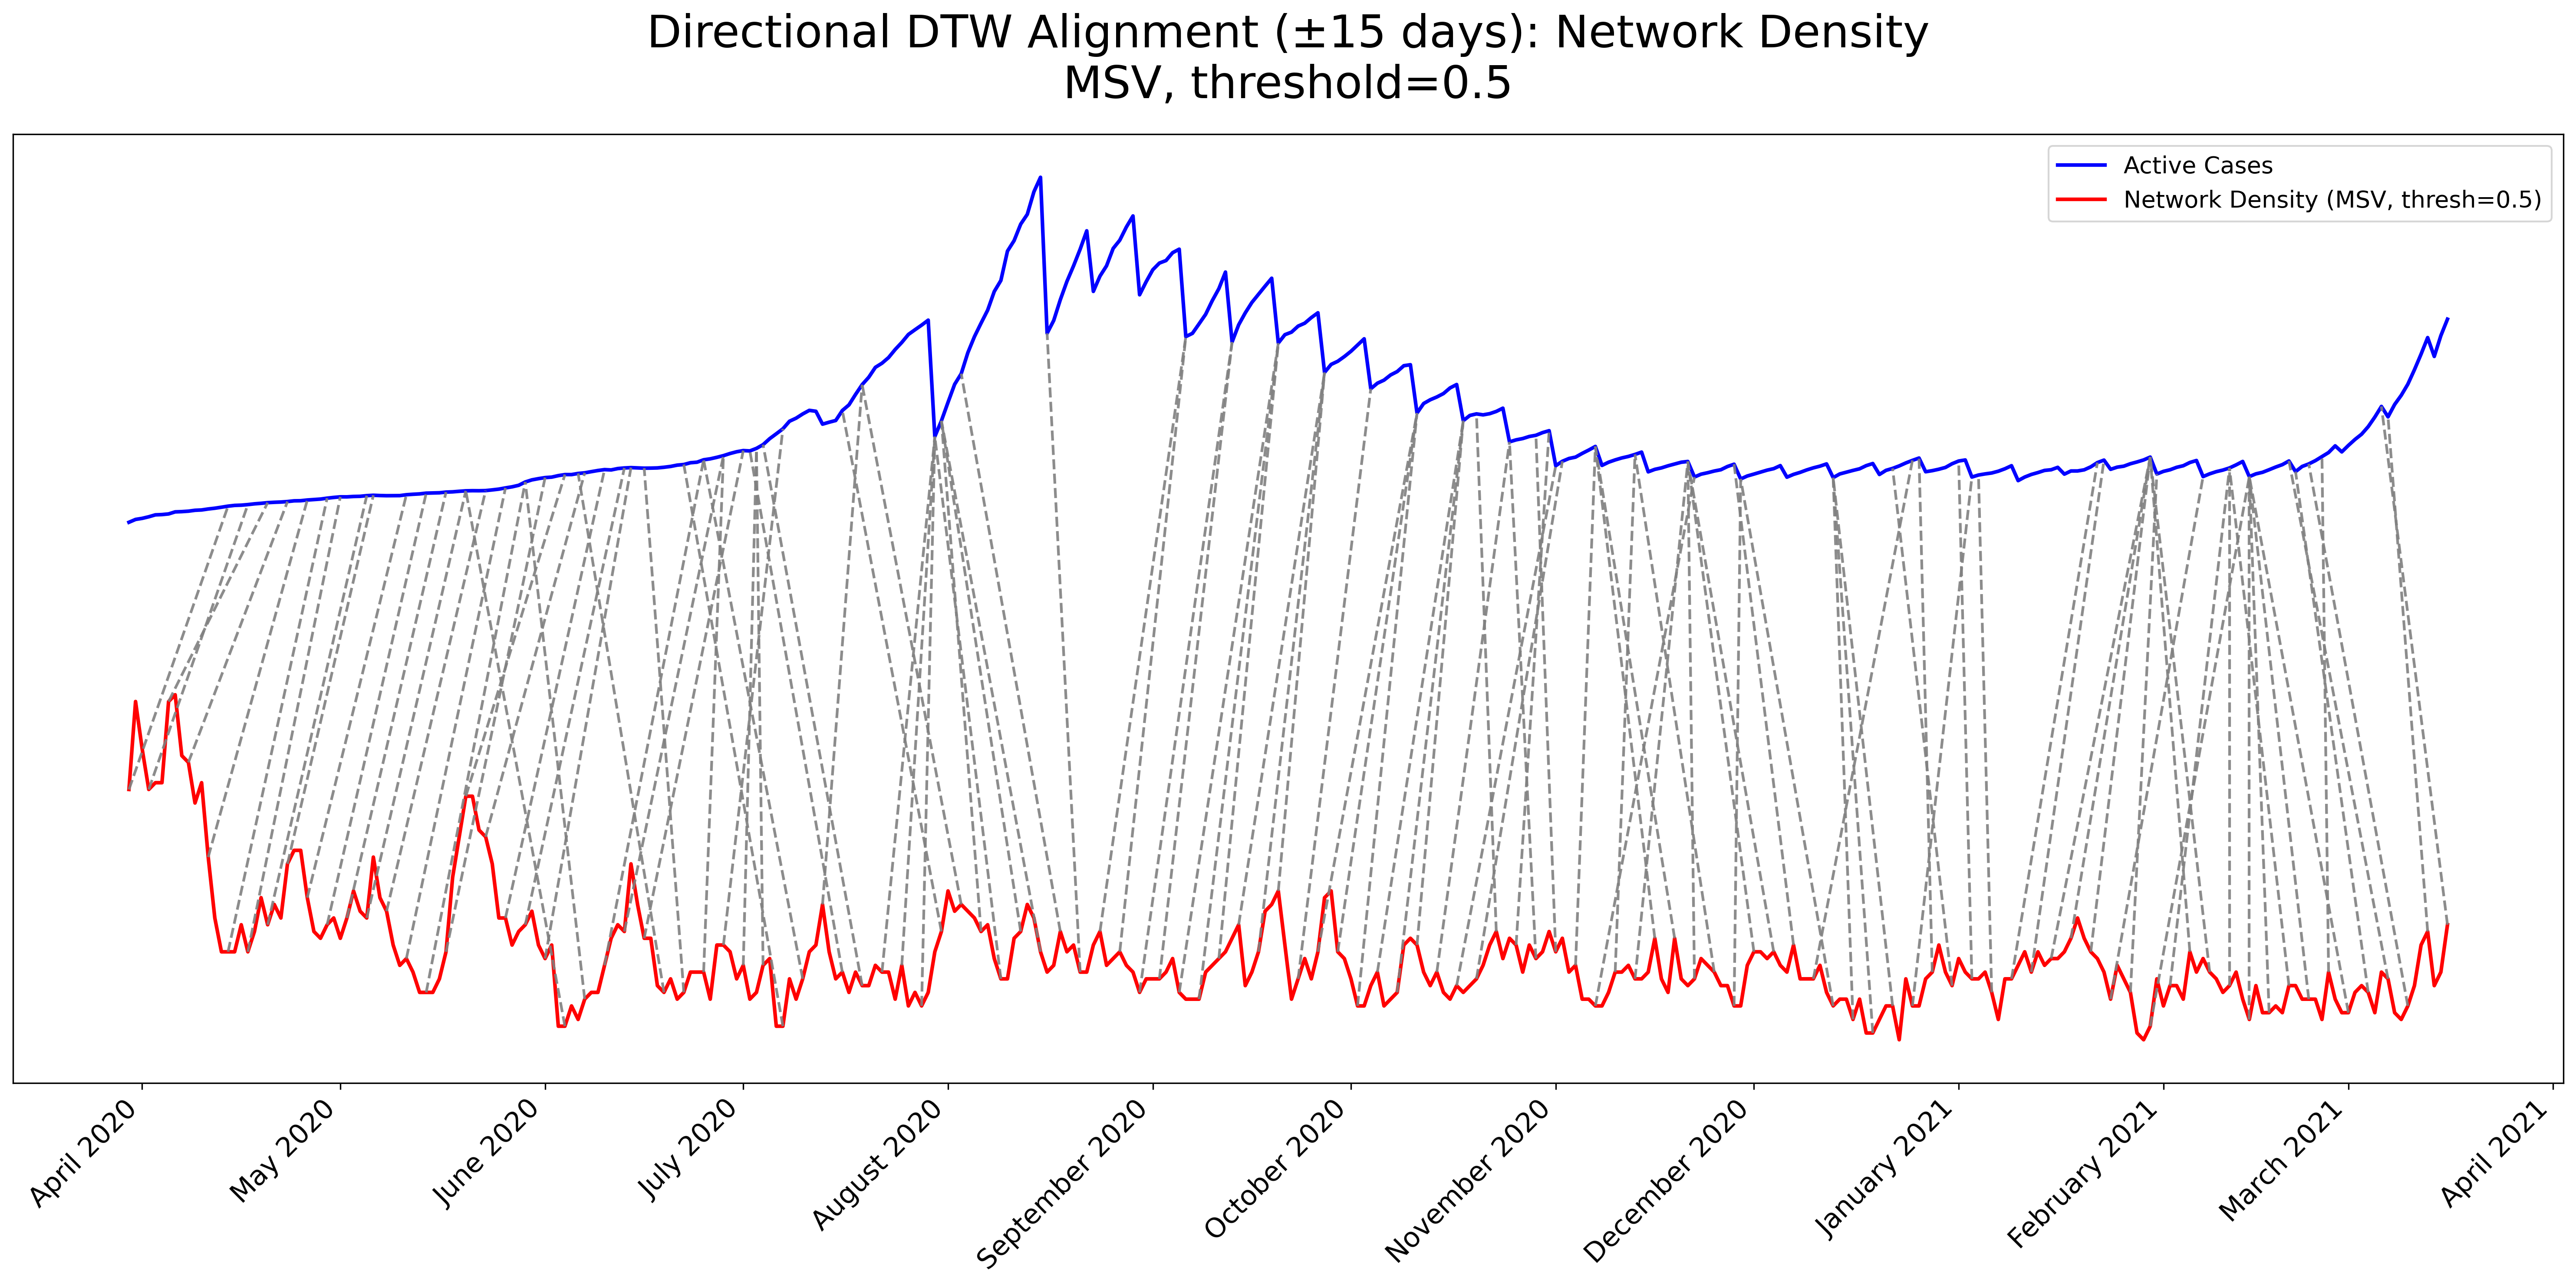 Directional DTW Alignment (±15 days): Network Density
MSV, threshold=0.5
Active Cases
Network Density (MSV, thresh=0.5)
April 2020
May 2020
June 2020
July 2020
August 2020
September 2020
October 2020
November 2020
December 2020
January 2021
February 2021
March 2021
April 2021